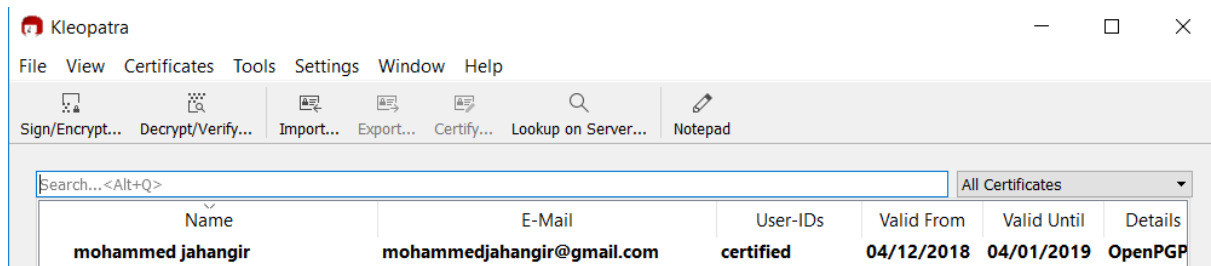 Kleopatra
File View Certificates Tools Settings Window Help
Sign/Encrypt... Decrypt/Verify... Import... Export... Certify... Lookup on Server... Notepad
Search...<Alt+Q> All Certificates
Name E-Mail User-IDs Valid From Valid Until Details
mohammed jahangir mohammedjahangir@gmail.com certified 04/12/2018 04/01/2019 OpenPGP